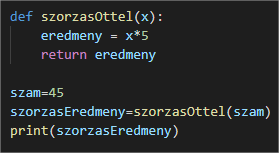 def szorzasOttel(x):
    eredmeny = x*5
    return eredmeny

szam=45
szorzasEredmeny=szorzasOttel(szam)
print(szorzasEredmeny)